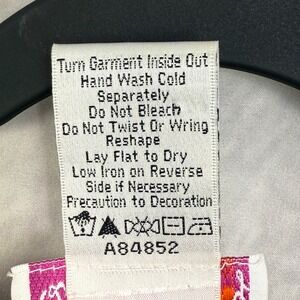 Turn Garment Inside Out
Hand Wash Cold
Separately
Do Not Bleach
Do Not Twist Or Wring
Reshape
Lay Flat to Dry
Low Iron on Reverse
Side if Necessary
Precaution to Decoration
A84852